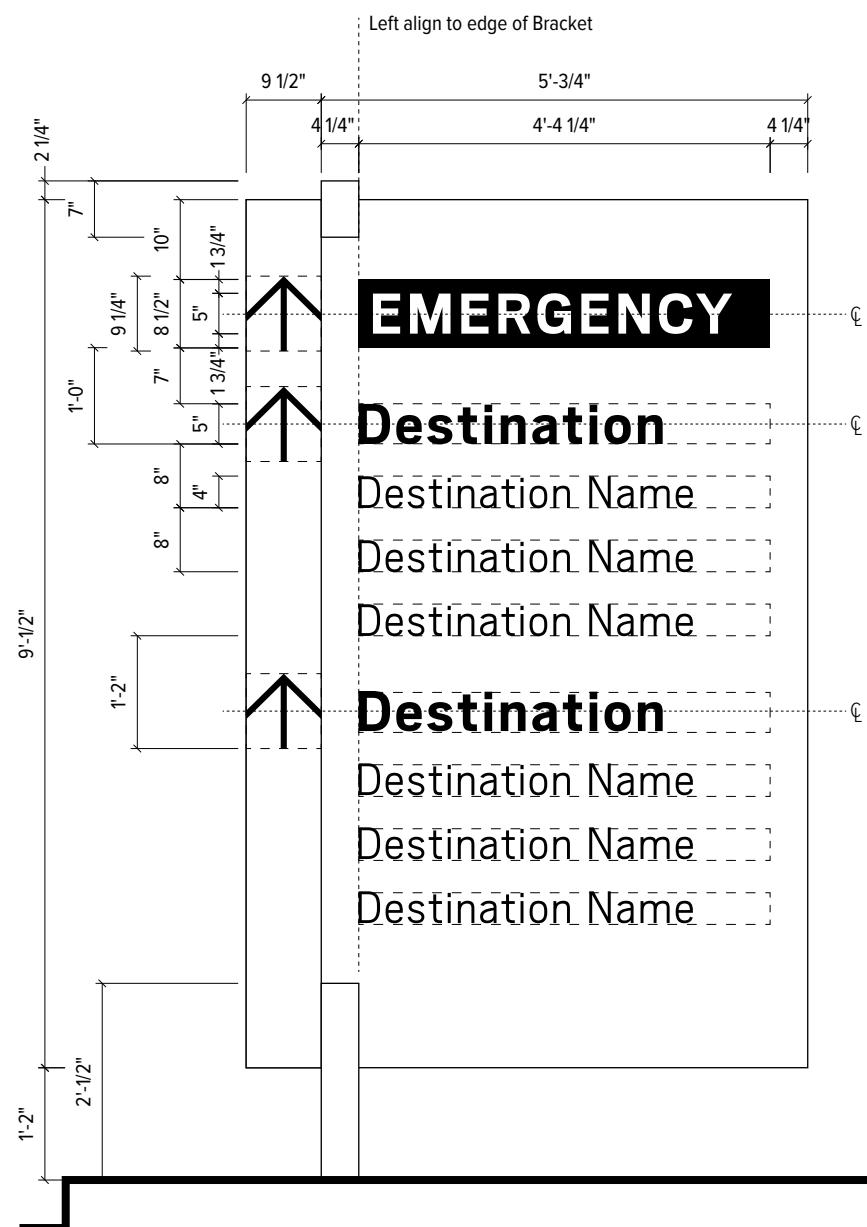 Left align to edge of Bracket
9 1/2" 5'-3/4"
4 1/4" 4'-4 1/4" 4 1/4"
2 1/4"
7"
10"
1 3/4"
9 1/4"
8 1/2"
5"
EMERGENCY
℄
1'-0"
7"
1 3/4"
5"
Destination
℄
8"
4"
Destination Name
8"
Destination Name
9'-1/2"
Destination Name
1'-2"
Destination
℄
Destination Name
Destination Name
Destination Name
2'-1/2"
1'-2"